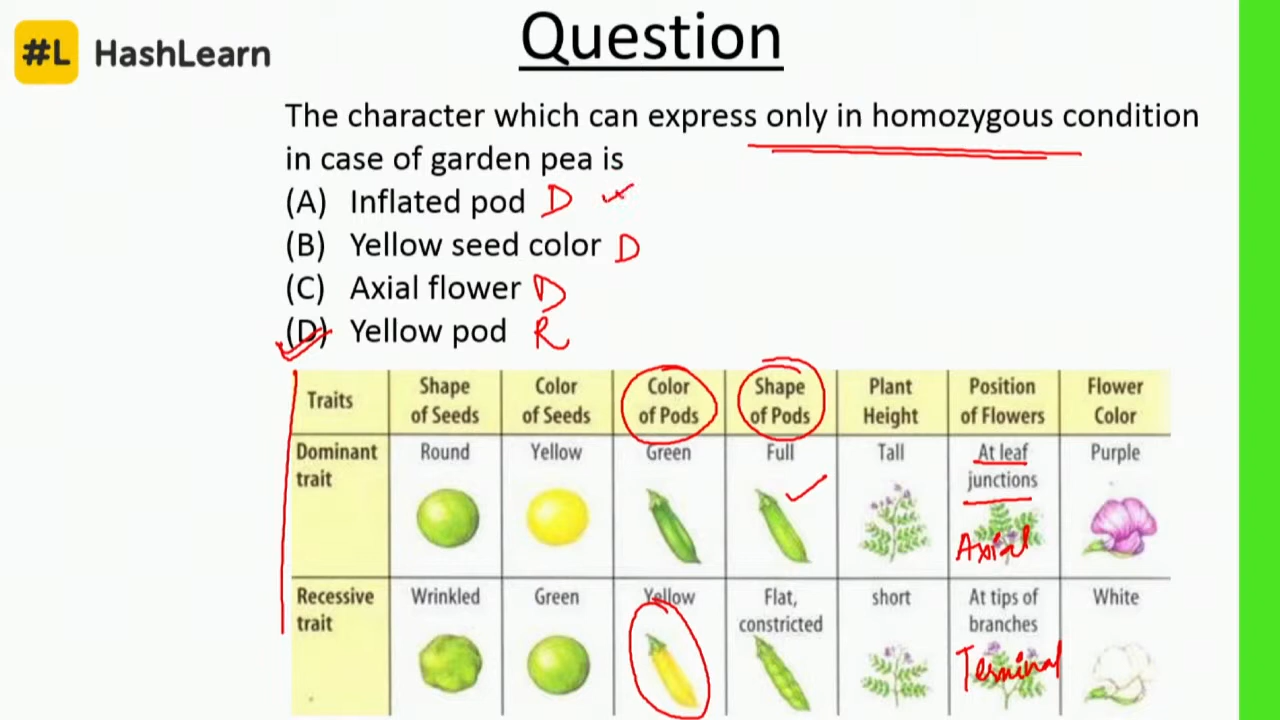 #L HashLearn
Question
The character which can express only in homozygous condition
in case of garden pea is
(A) Inflated pod D
(B) Yellow seed color D
(C) Axial flower D
(D) Yellow pod R
Traits
Shape
of Seeds
Color
of Seeds
Color
of Pods
Shape
of Pods
Plant
Height
Position
of Flowers
Flower
Color
Dominant
trait
Round
Yellow
Green
Full
Tall
At leaf
junctions
Axial
Purple
Recessive
trait
Wrinkled
Green
Yellow
Flat,
constricted
short
At tips of
branches
Terminal
White